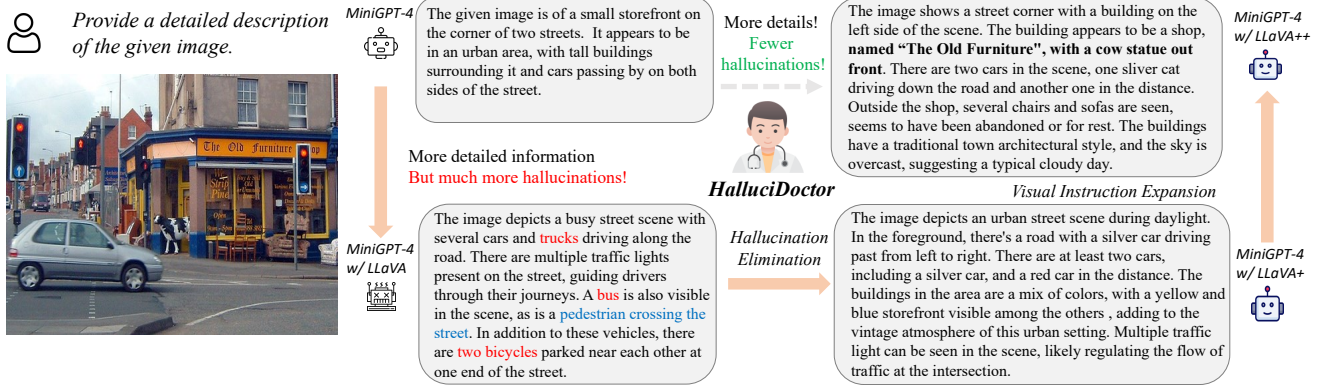 Provide a detailed description
of the given image.
The Old Furniture Shop
Strip
Pine
MiniGPT-4
The given image is of a small storefront on
the corner of two streets.  It appears to be
in an urban area, with tall buildings
surrounding it and cars passing by on both
sides of the street.
More detailed information
But much more hallucinations!
MiniGPT-4
w/ LLaVA
The image depicts a busy street scene with
several cars and trucks driving along the
road. There are multiple traffic lights
present on the street, guiding drivers
through their journeys. A bus is also visible
in the scene, as is a pedestrian crossing the
street. In addition to these vehicles, there
are two bicycles parked near each other at
one end of the street.
More details!
Fewer
hallucinations!
HalluciDoctor
Hallucination
Elimination
The image shows a street corner with a building on the
left side of the scene. The building appears to be a shop,
named “The Old Furniture", with a cow statue out
front. There are two cars in the scene, one sliver cat
driving down the road and another one in the distance.
Outside the shop, several chairs and sofas are seen,
seems to have been abandoned or for rest. The buildings
have a traditional town architectural style, and the sky is
overcast, suggesting a typical cloudy day.
MiniGPT-4
w/ LLaVA++
Visual Instruction Expansion
The image depicts an urban street scene during daylight.
In the foreground, there's a road with a silver car driving
past from left to right. There are at least two cars,
including a silver car, and a red car in the distance. The
buildings in the area are a mix of colors, with a yellow and
blue storefront visible among the others , adding to the
vintage atmosphere of this urban setting. Multiple traffic
light can be seen in the scene, likely regulating the flow of
traffic at the intersection.
MiniGPT-4
w/ LLaVA+